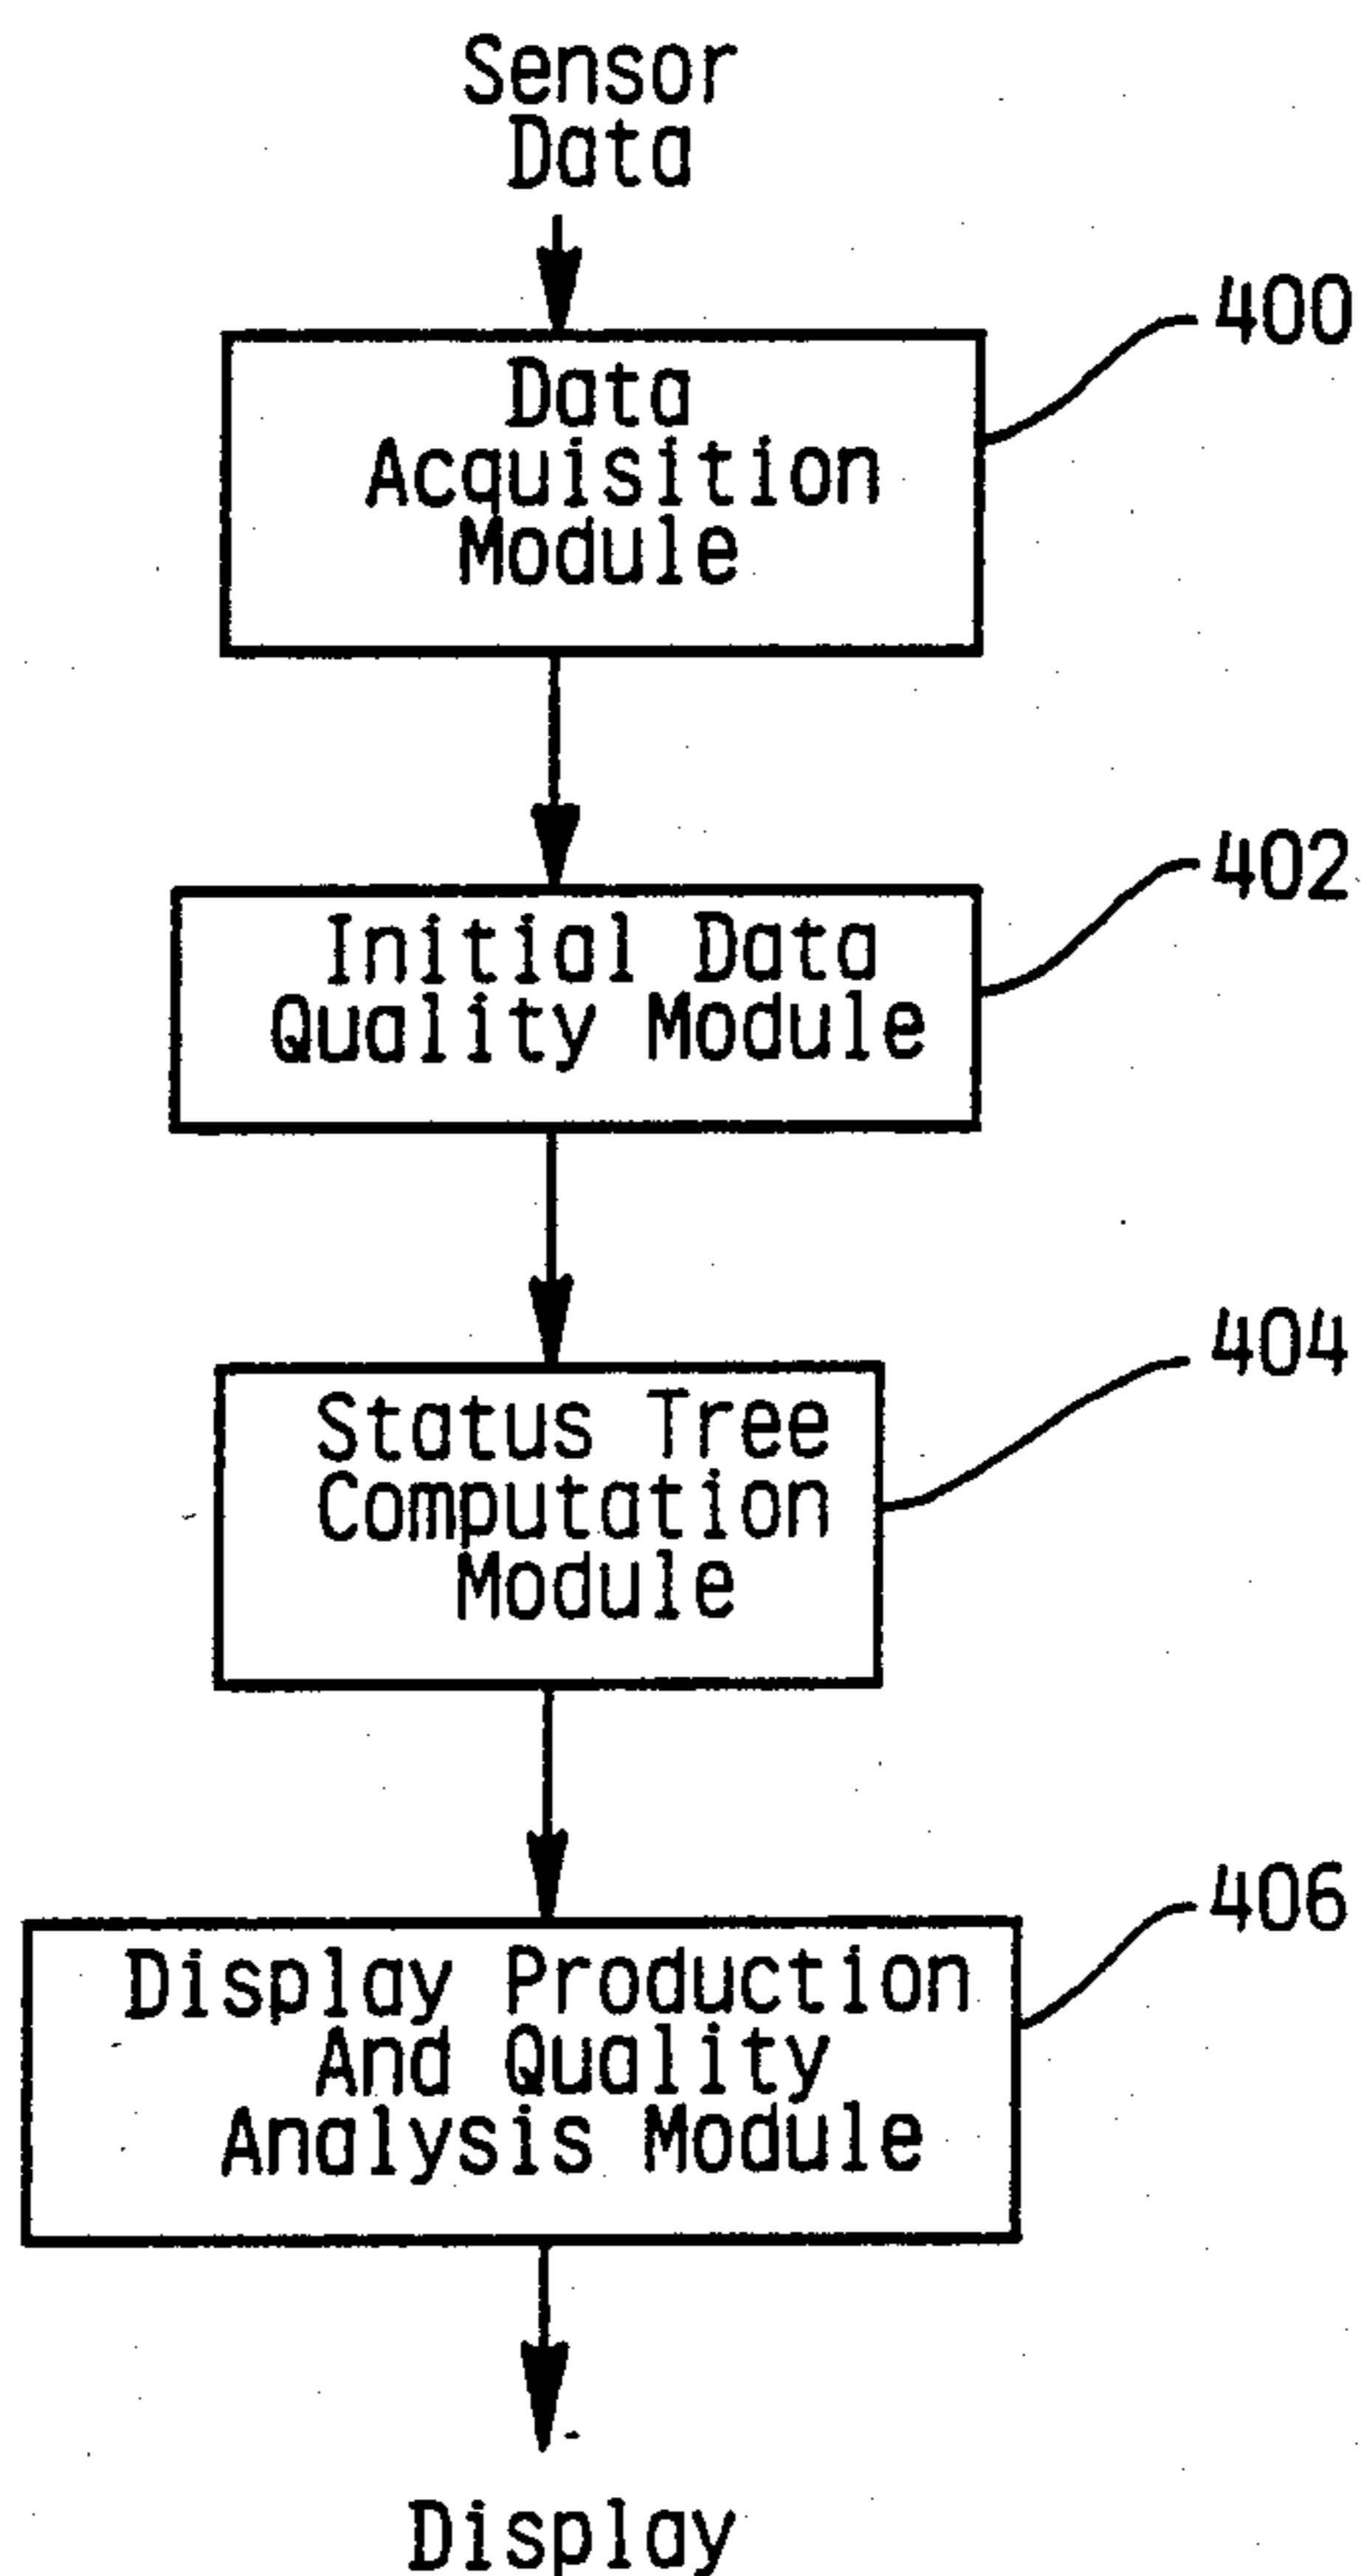 Sensor
Data
400
Data
Acquisition
Module
402
Initial Data
Quality Module
404
Status Tree
Computation
Module
406
Display Production
And Quality
Analysis Module
Display